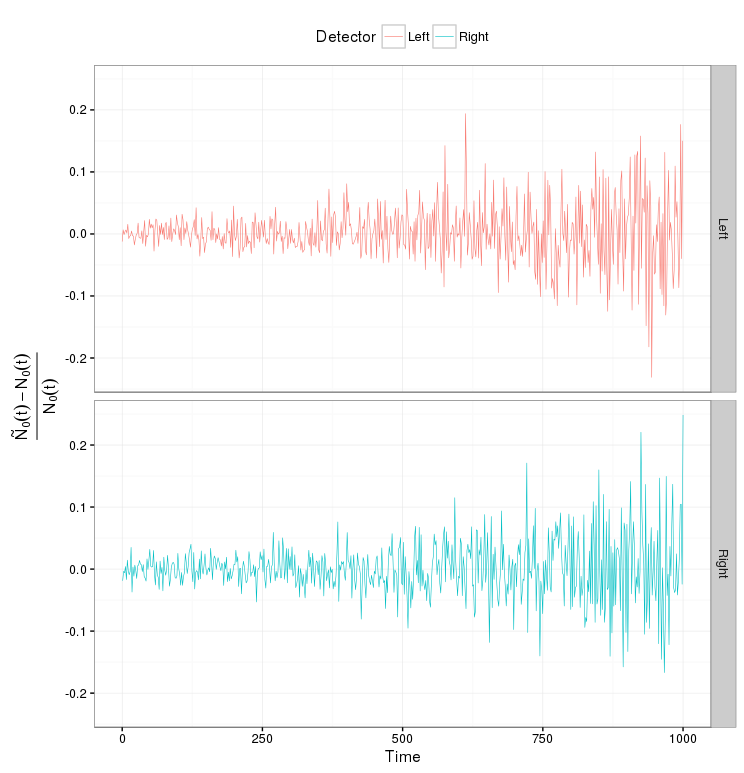 Detector Left Right
0.2
0.1
0.0
-0.1
-0.2
Left
0.2
0.1
0.0
-0.1
-0.2
Right
Ñ₀(t) − N₀(t)
N₀(t)
0 250 500 750 1000
Time